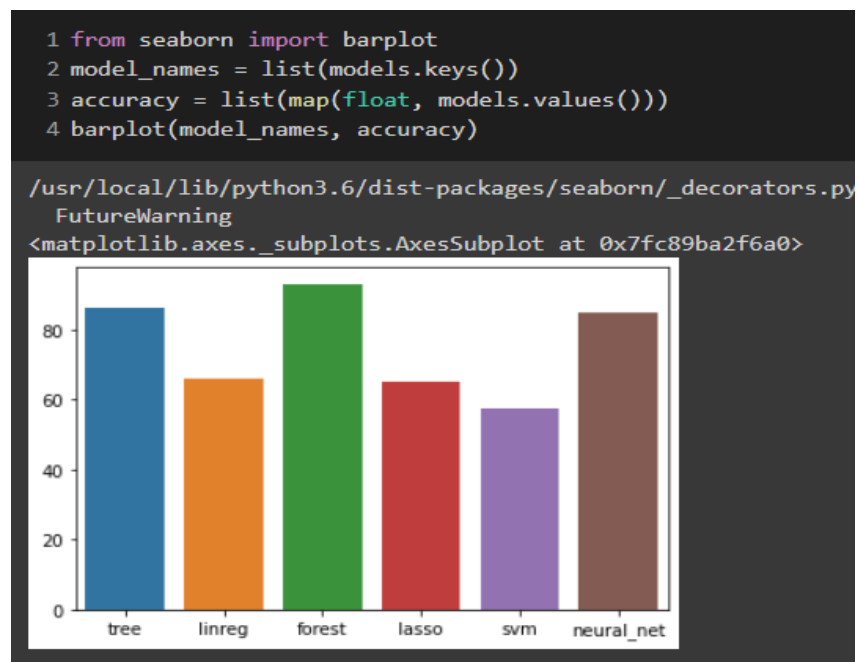 1 from seaborn import barplot
2 model_names = list(models.keys())
3 accuracy = list(map(float, models.values()))
4 barplot(model_names, accuracy)
/usr/local/lib/python3.6/dist-packages/seaborn/_decorators.py
FutureWarning
<matplotlib.axes._subplots.AxesSubplot at 0x7fc89ba2f6a0>
80
60
40
20
0
tree linreg forest lasso svm neural_net